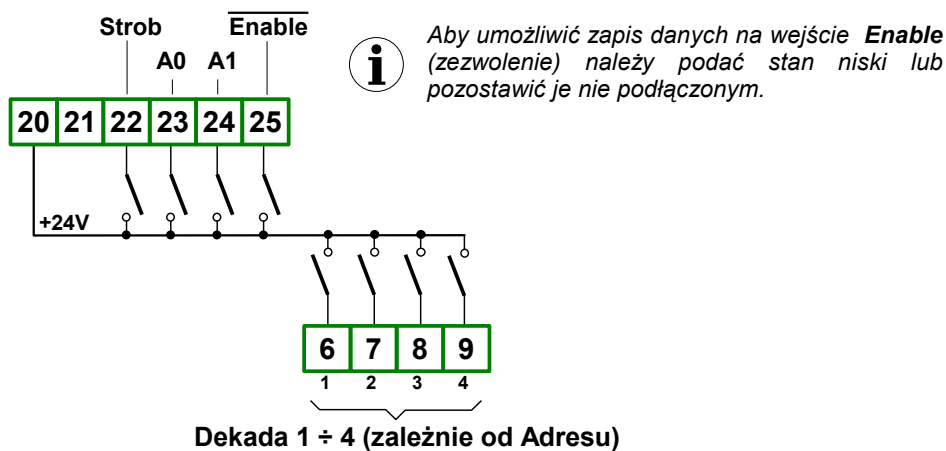 Strob Enable
A0 A1
Aby umożliwić zapis danych na wejście Enable
(zezwolenie) należy podać stan niski lub
pozostawić je nie podłączonym.
20 21 22 23 24 25
+24V
6 7 8 9
1 2 3 4
Dekada 1 ÷ 4 (zależnie od Adresu)